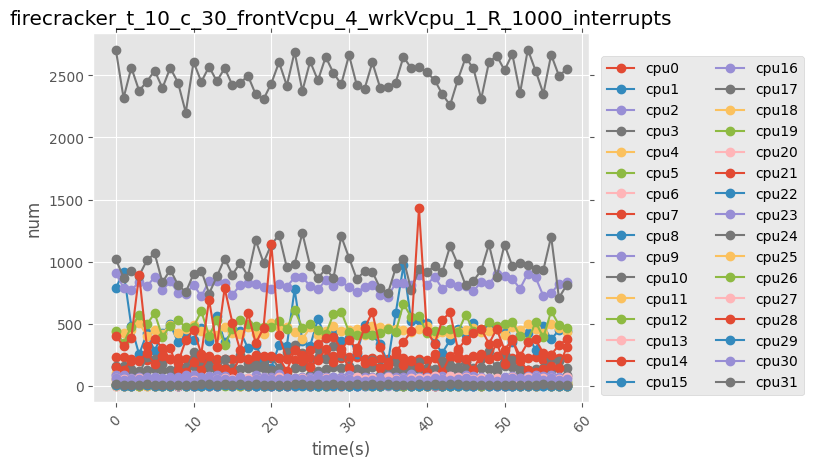 firecracker_t_10_c_30_frontVcpu_4_wrkVcpu_1_R_1000_interrupts
num
2500
2000
1500
1000
500
0
0
10
20
30
40
50
60
time(s)
cpu0
cpu1
cpu2
cpu3
cpu4
cpu5
cpu6
cpu7
cpu8
cpu9
cpu10
cpu11
cpu12
cpu13
cpu14
cpu15
cpu16
cpu17
cpu18
cpu19
cpu20
cpu21
cpu22
cpu23
cpu24
cpu25
cpu26
cpu27
cpu28
cpu29
cpu30
cpu31